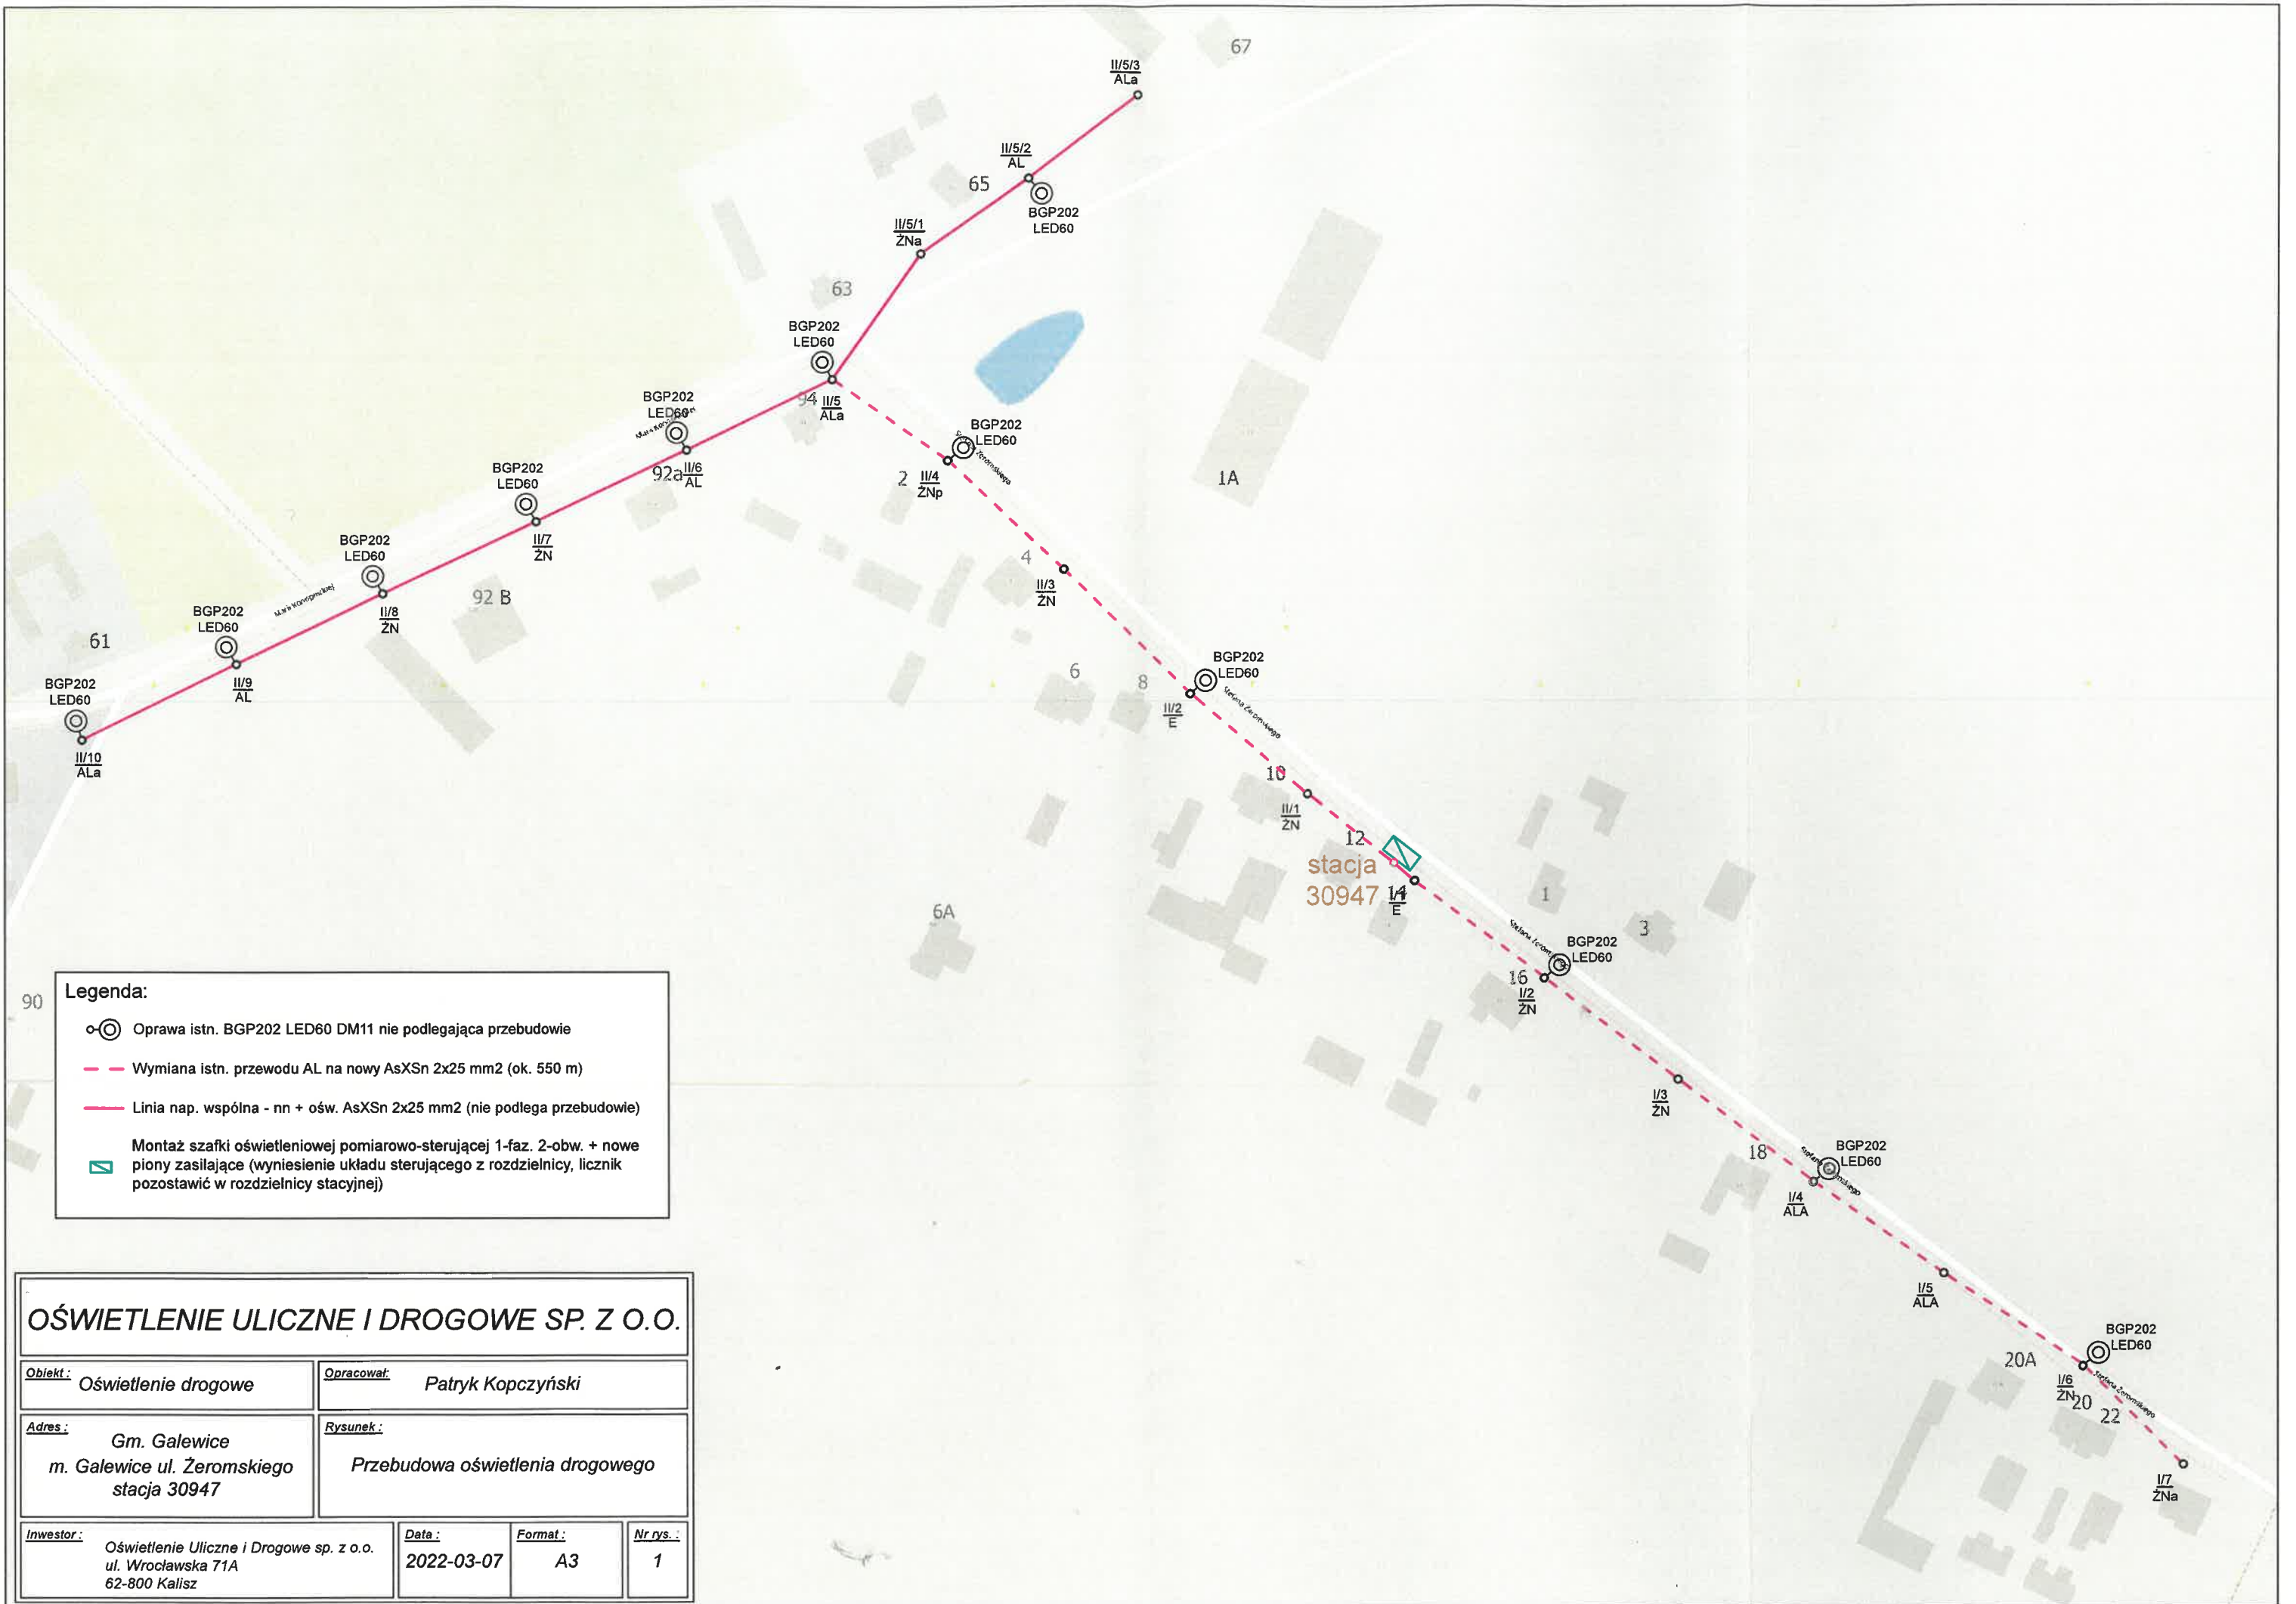 67
II/5/3
ALa
II/5/2
AL
65
BGP202
LED60
II/5/1
ŻNa
63
BGP202
LED60
94
II/5
ALa
BGP202
LED60
92a
II/6
AL
BGP202
LED60
2
II/4
ŻNp
1A
BGP202
LED60
II/7
ŻN
BGP202
LED60
4
II/3
ŻN
Marii Konopnickiej
92 B
II/8
ŻN
BGP202
LED60
61
II/9
AL
BGP202
LED60
II/10
ALa
6
8
BGP202
LED60
II/2
E
Stefana Żeromskiego
10
II/1
ŻN
12
stacja
30947
14
I/1
E
1
3
6A
BGP202
LED60
16
I/2
ŻN
90
I/3
ŻN
18
BGP202
LED60
I/4
ALA
I/5
ALA
BGP202
LED60
20A
I/6
ŻN
20
22
Stefana Żeromskiego
I/7
ŻNa
Legenda:
Oprawa istn. BGP202 LED60 DM11 nie podlegająca przebudowie
Wymiana istn. przewodu AL na nowy AsXSn 2x25 mm2 (ok. 550 m)
Linia nap. wspólna - nn + ośw. AsXSn 2x25 mm2 (nie podlega przebudowie)
Montaż szafki oświetleniowej pomiarowo-sterującej 1-faz. 2-obw. + nowe
piony zasilające (wyniesienie układu sterującego z rozdzielnicy, licznik
pozostawić w rozdzielnicy stacyjnej)
OŚWIETLENIE ULICZNE I DROGOWE SP. Z O.O.
Obiekt : Oświetlenie drogowe
Opracował: Patryk Kopczyński
Adres :
Gm. Galewice
m. Galewice ul. Żeromskiego
stacja 30947
Rysunek :
Przebudowa oświetlenia drogowego
Inwestor :
Oświetlenie Uliczne i Drogowe sp. z o.o.
ul. Wrocławska 71A
62-800 Kalisz
Data :
2022-03-07
Format :
A3
Nr rys. :
1